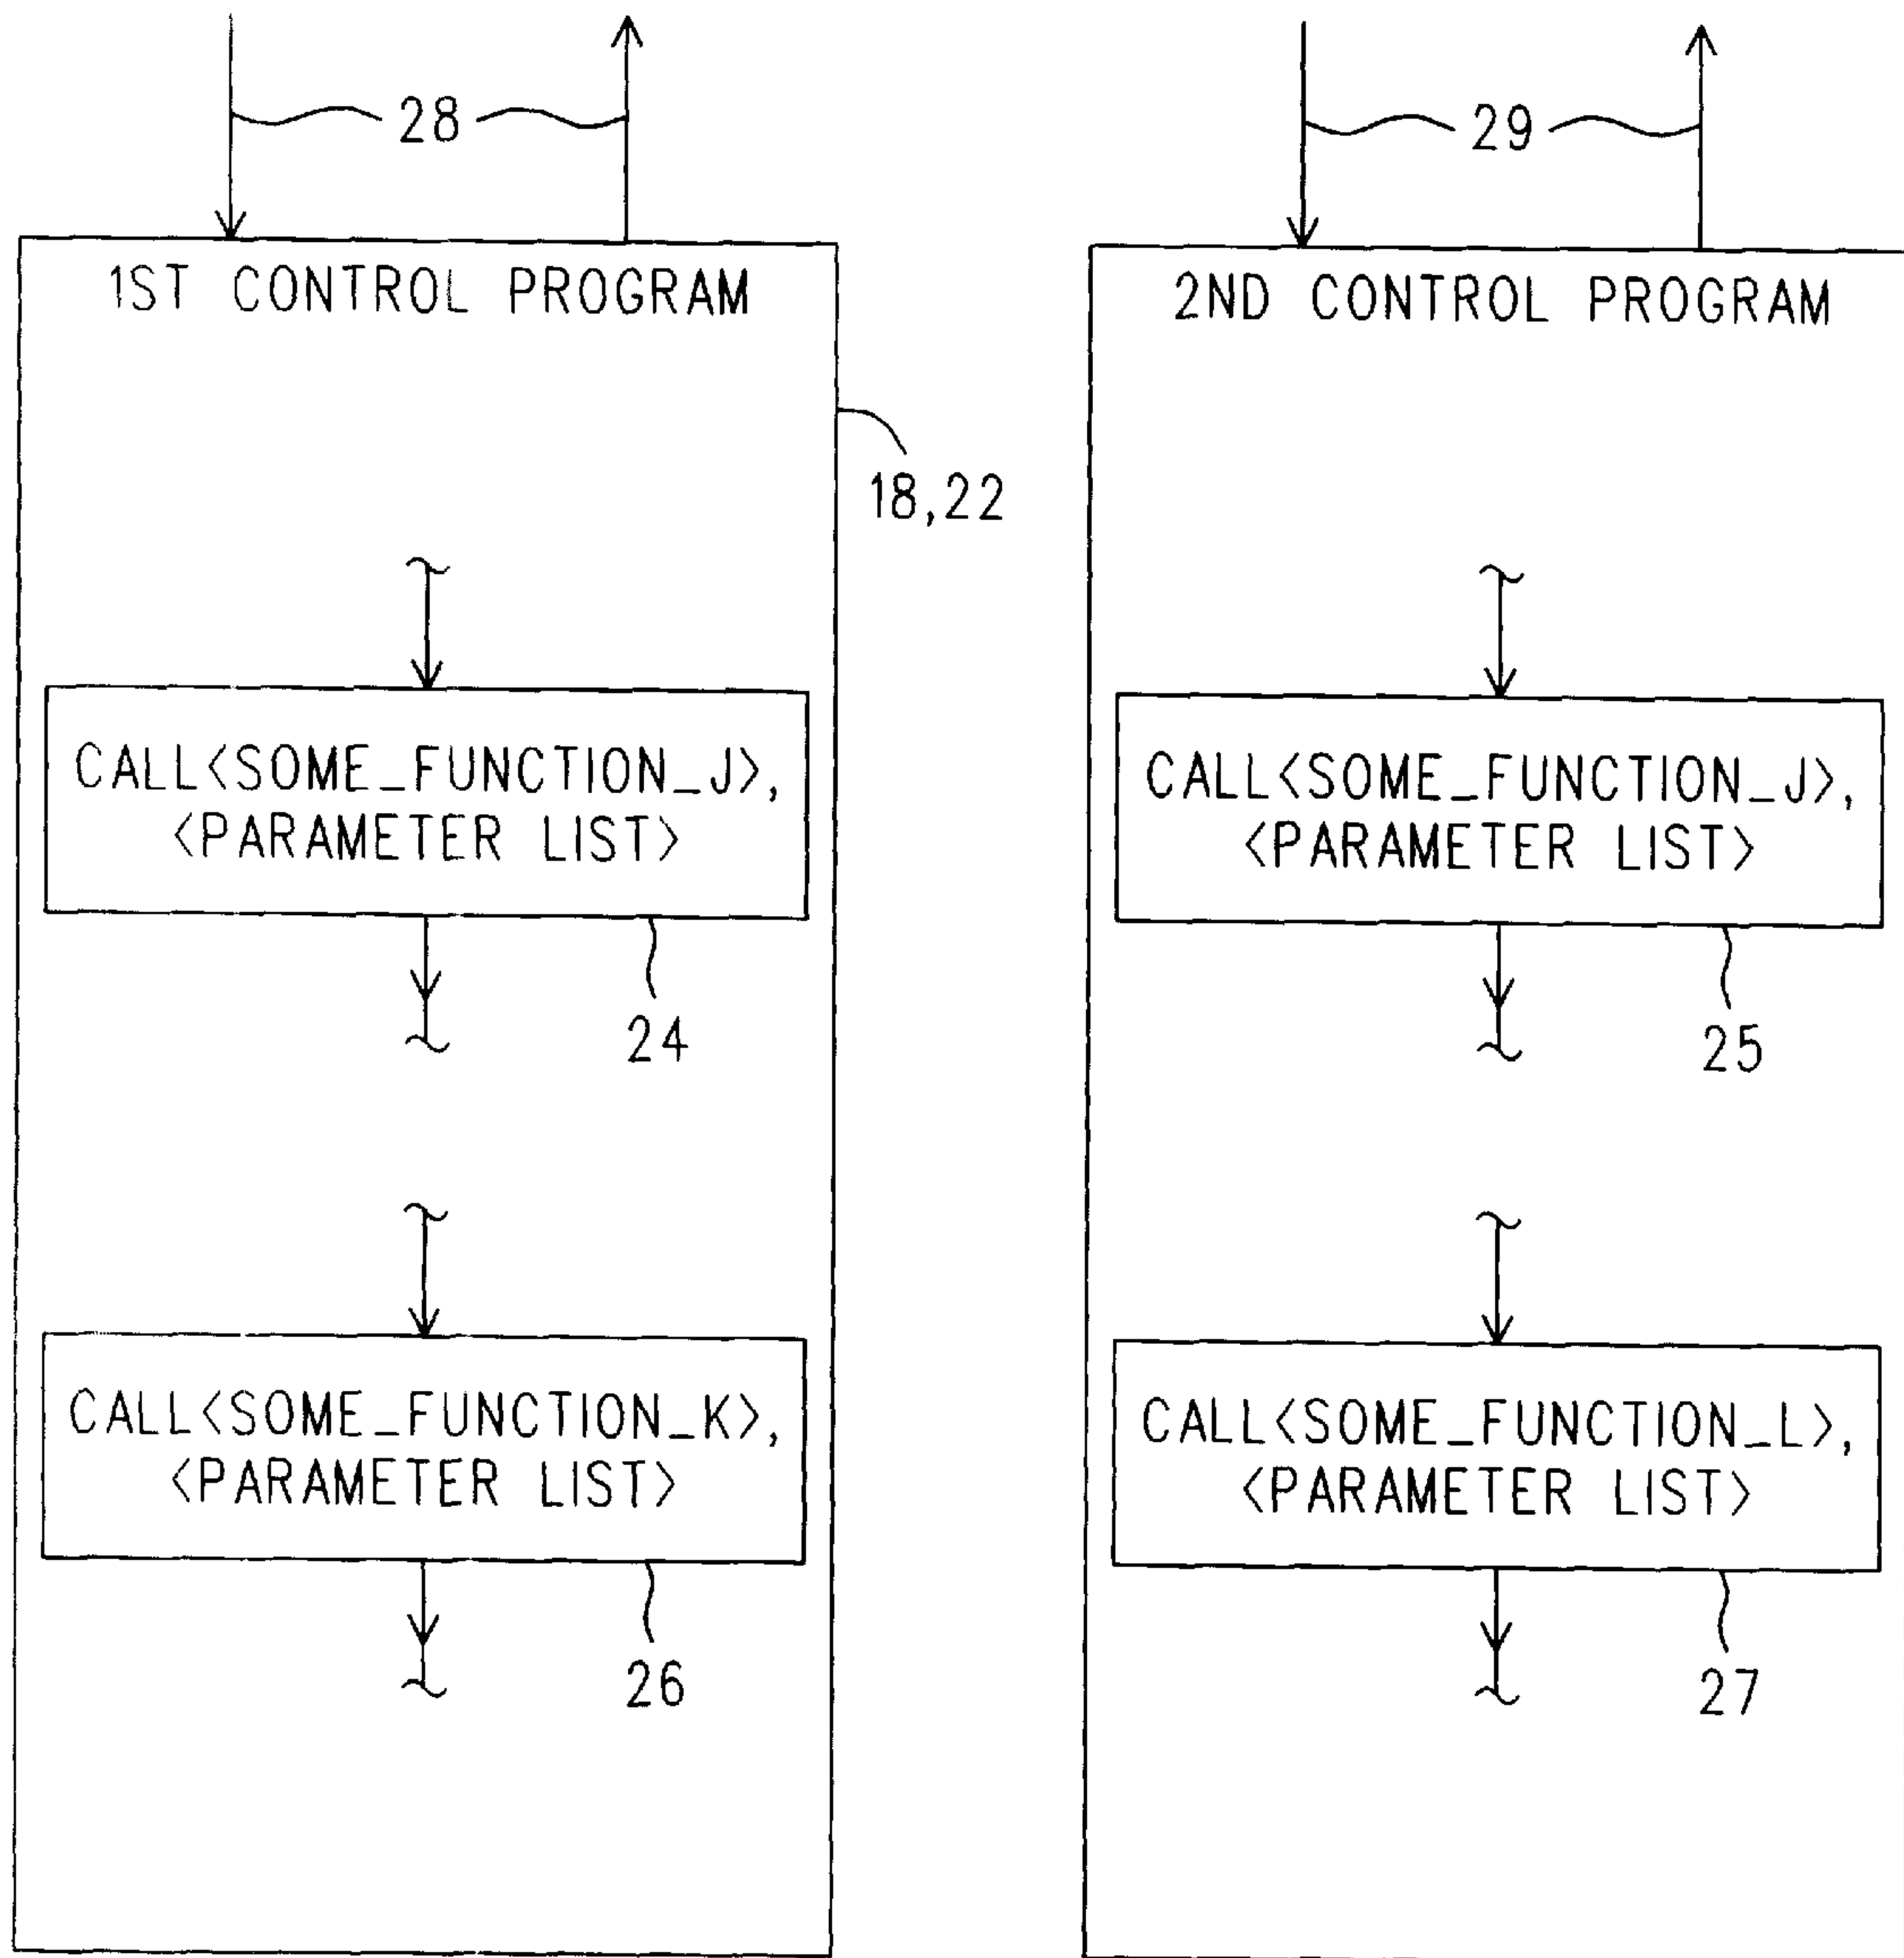 28
1ST CONTROL PROGRAM
18,22
CALL<SOME_FUNCTION_J>,
<PARAMETER LIST>
24
CALL<SOME_FUNCTION_K>,
<PARAMETER LIST>
26
29
2ND CONTROL PROGRAM
CALL<SOME_FUNCTION_J>,
<PARAMETER LIST>
25
CALL<SOME_FUNCTION_L>,
<PARAMETER LIST>
27